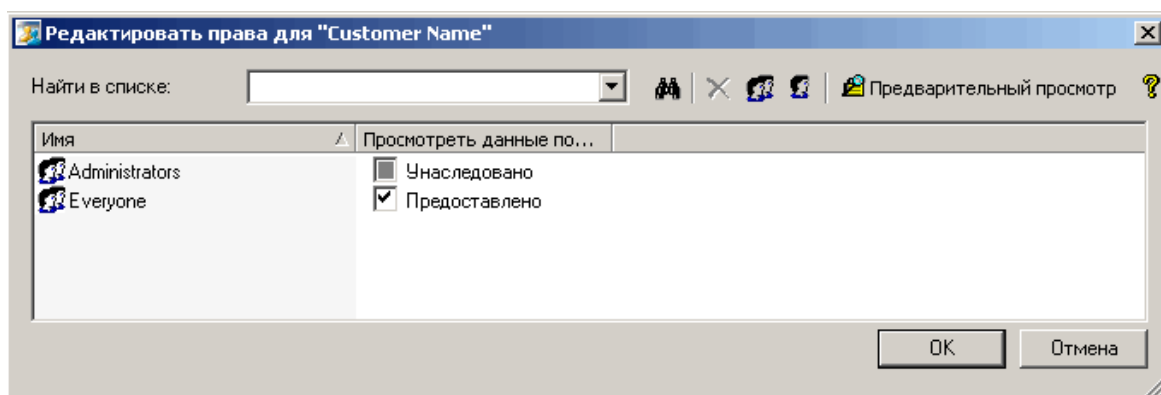 Редактировать права для "Customer Name"
Найти в списке: Предварительный просмотр
Имя Просмотреть данные по...
Administrators Унаследовано
Everyone Предоставлено
OK Отмена